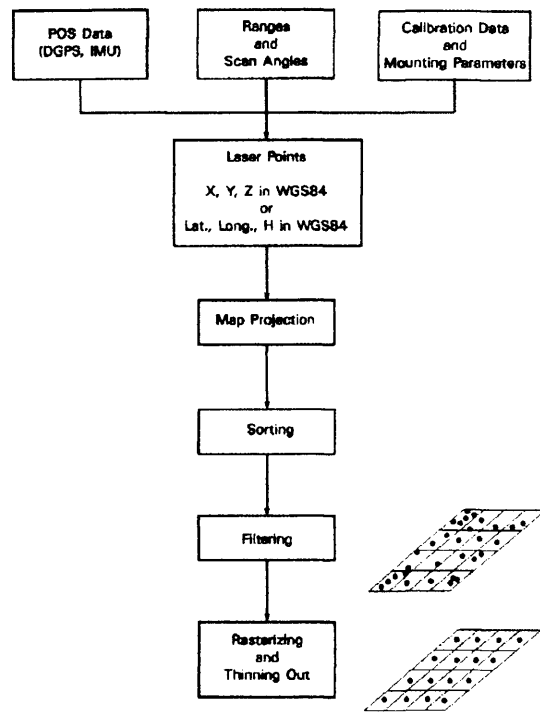 POS Data
(DGPS, IMU)
Ranges
and
Scan Angles
Calibration Data
and
Mounting Parameters
Laser Points
X, Y, Z in WGS84
or
Lat., Long., H in WGS84
Map Projection
Sorting
Filtering
Rasterizing
and
Thinning Out